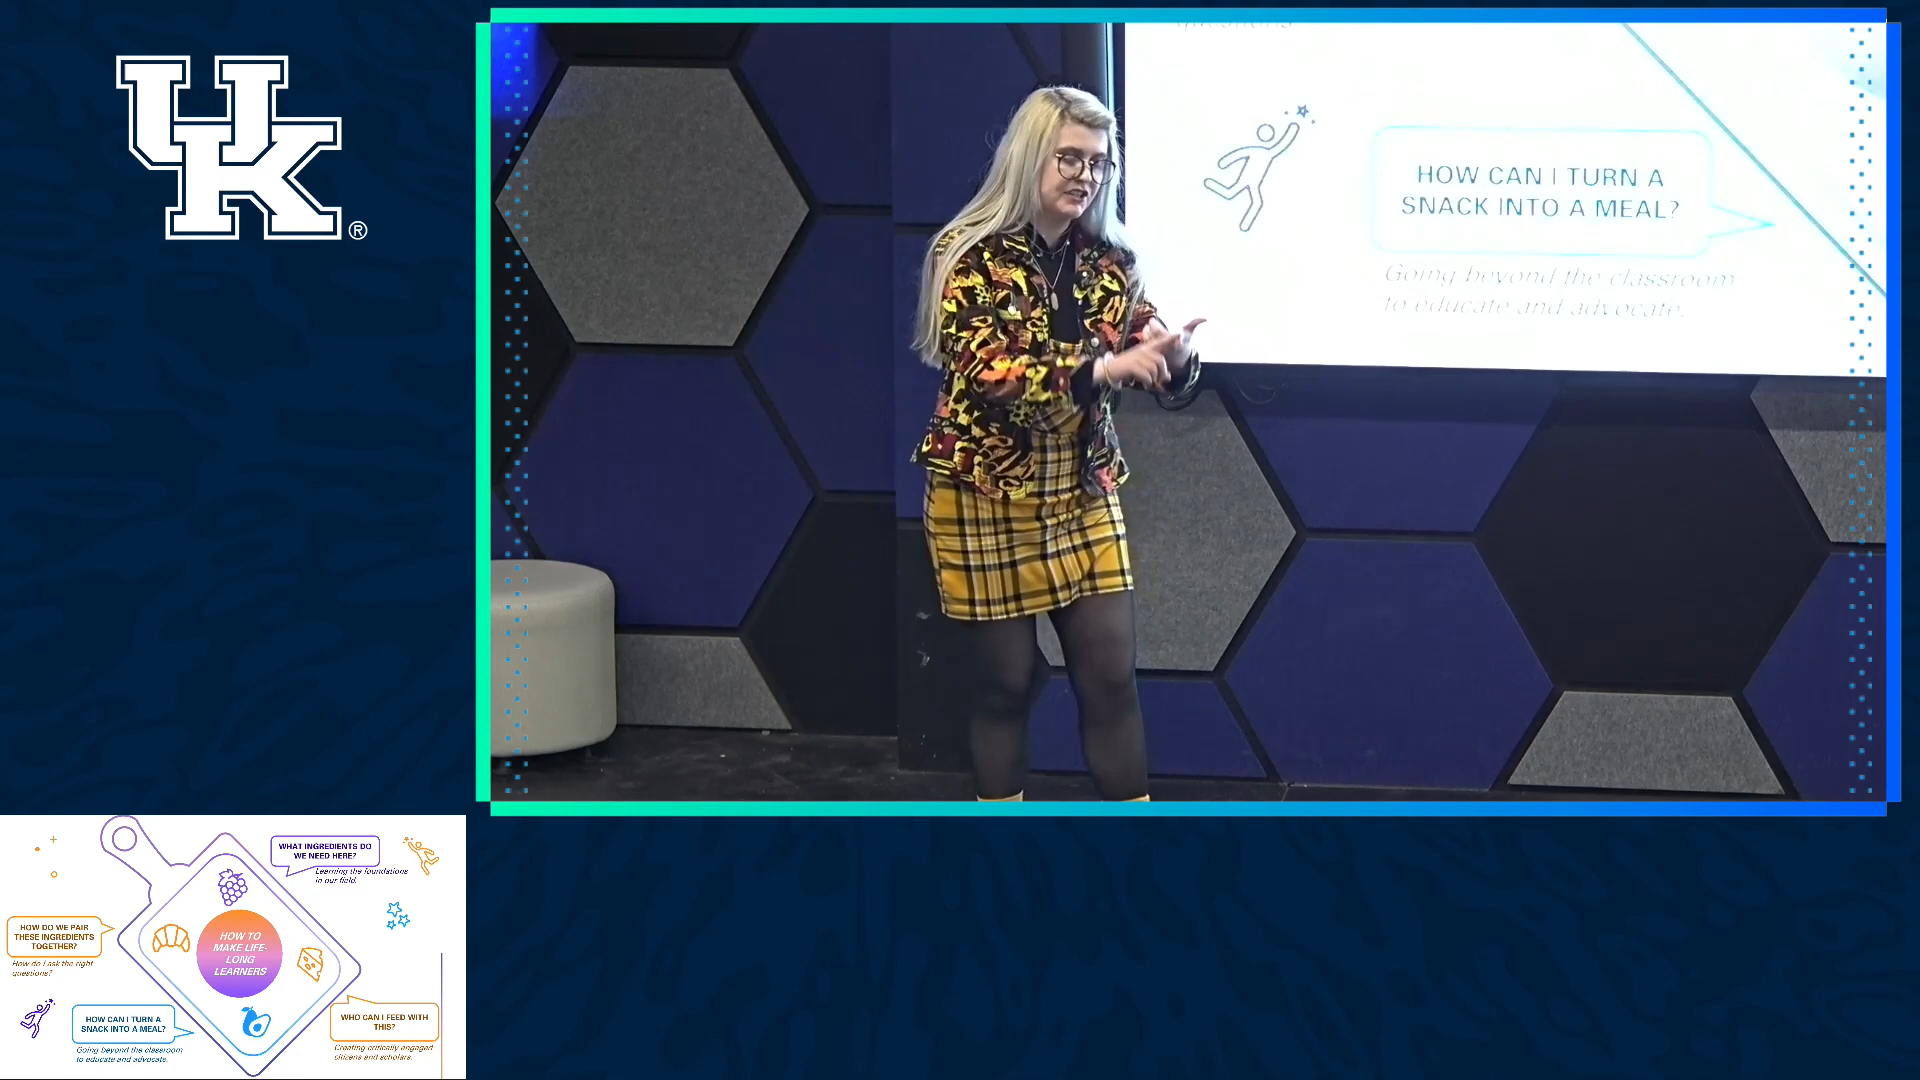 UK
®
questions
HOW CAN I TURN A
SNACK INTO A MEAL?
Going beyond the classroom
to educate and advocate.
WHAT INGREDIENTS DO
WE NEED HERE?
Learning the foundations
in our field.
HOW DO WE PAIR
THESE INGREDIENTS
TOGETHER?
How do I ask the right
questions?
HOW TO
MAKE LIFE-
LONG
LEARNERS
HOW CAN I TURN A
SNACK INTO A MEAL?
Going beyond the classroom
to educate and advocate.
WHO CAN I FEED WITH
THIS?
Creating critically engaged
citizens and scholars.